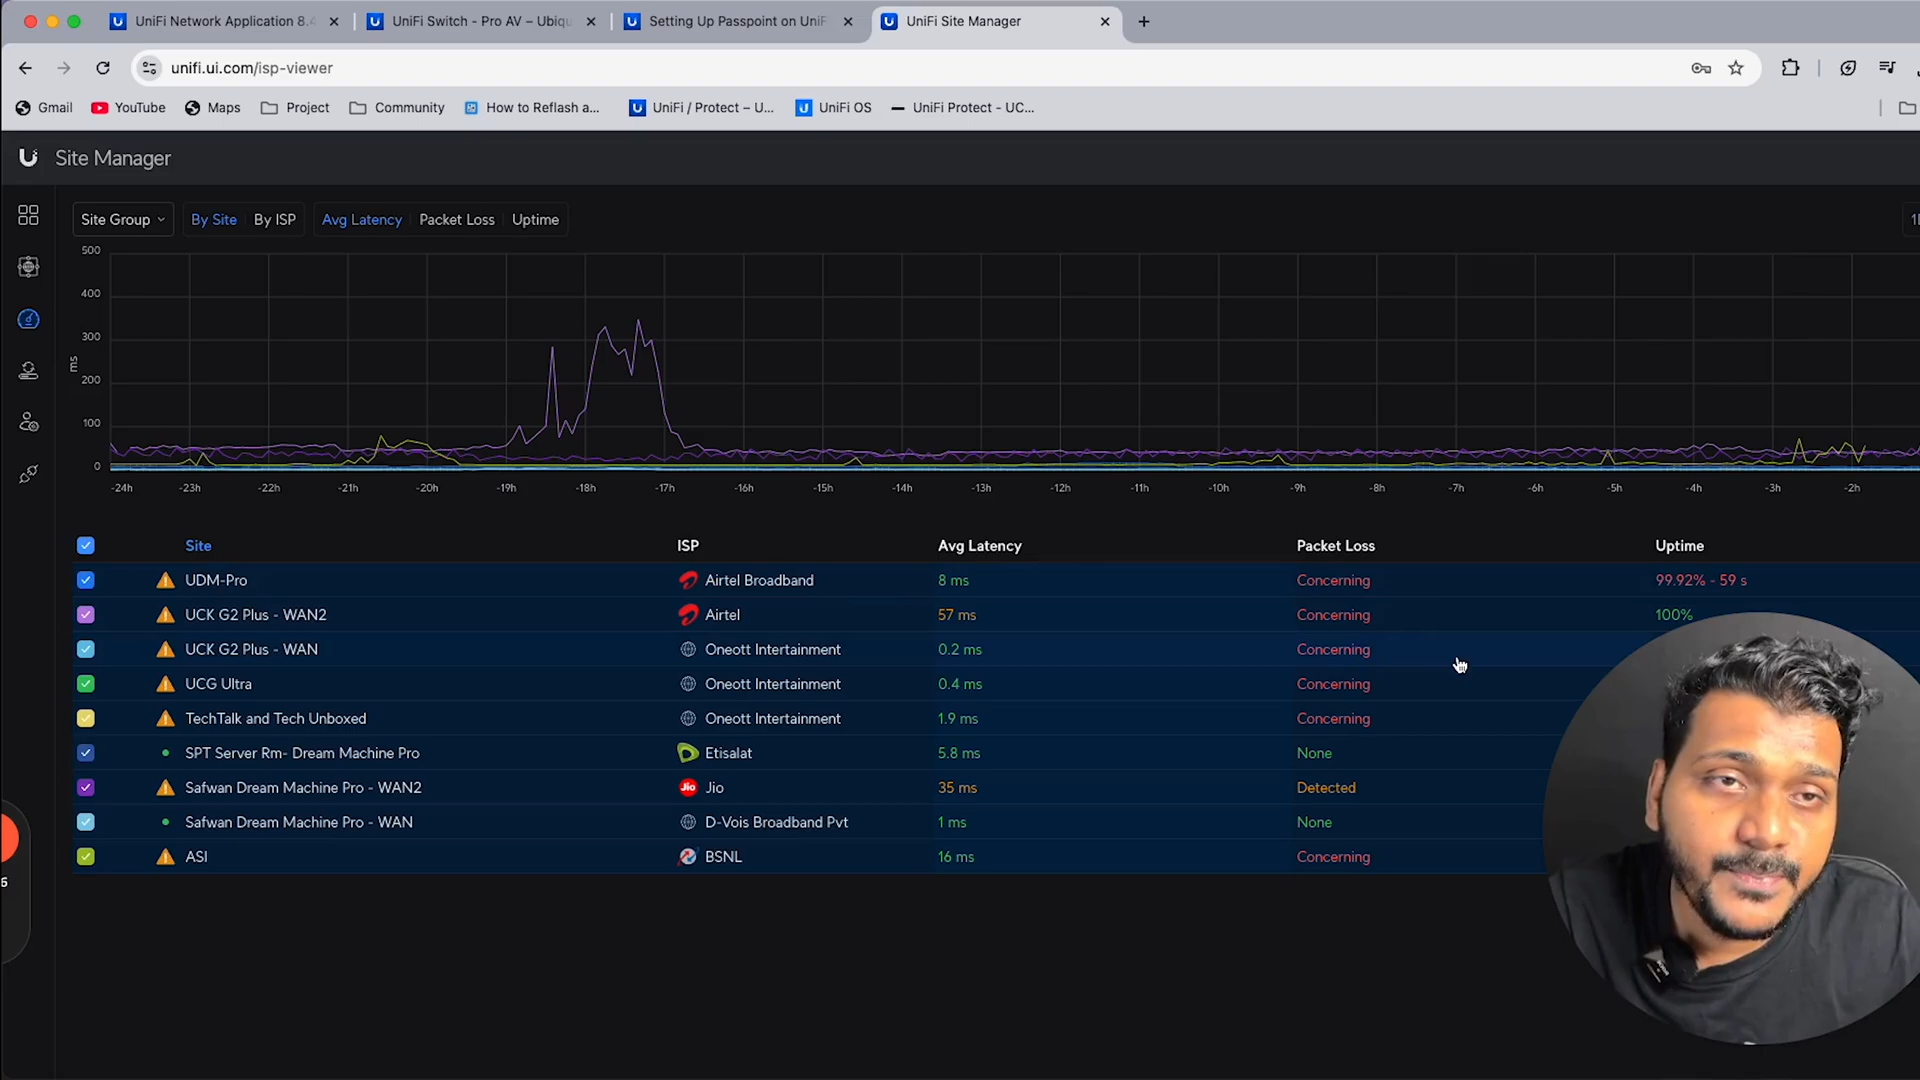 UniFi Network Application 8.4
UniFi Switch - Pro AV – Ubiqu
Setting Up Passpoint on UniF
UniFi Site Manager
unifi.ui.com/isp-viewer
Gmail YouTube Maps Project Community How to Reflash a... UniFi / Protect – U... UniFi OS UniFi Protect - UC...
Site Manager
Site Group By Site By ISP Avg Latency Packet Loss Uptime
500
400
300
200
100
0
ms
-24h -23h -22h -21h -20h -19h -18h -17h -16h -15h -14h -13h -12h -11h -10h -9h -8h -7h -6h -5h -4h -3h -2h
Site ISP Avg Latency Packet Loss Uptime
UDM-Pro Airtel Broadband 8 ms Concerning 99.92% - 59 s
UCK G2 Plus - WAN2 Airtel 57 ms Concerning 100%
UCK G2 Plus - WAN Oneott Intertainment 0.2 ms Concerning
UCG Ultra Oneott Intertainment 0.4 ms Concerning
TechTalk and Tech Unboxed Oneott Intertainment 1.9 ms Concerning
SPT Server Rm- Dream Machine Pro Etisalat 5.8 ms None
Safwan Dream Machine Pro - WAN2 Jio Jio 35 ms Detected
Safwan Dream Machine Pro - WAN D-Vois Broadband Pvt 1 ms None
ASI BSNL 16 ms Concerning